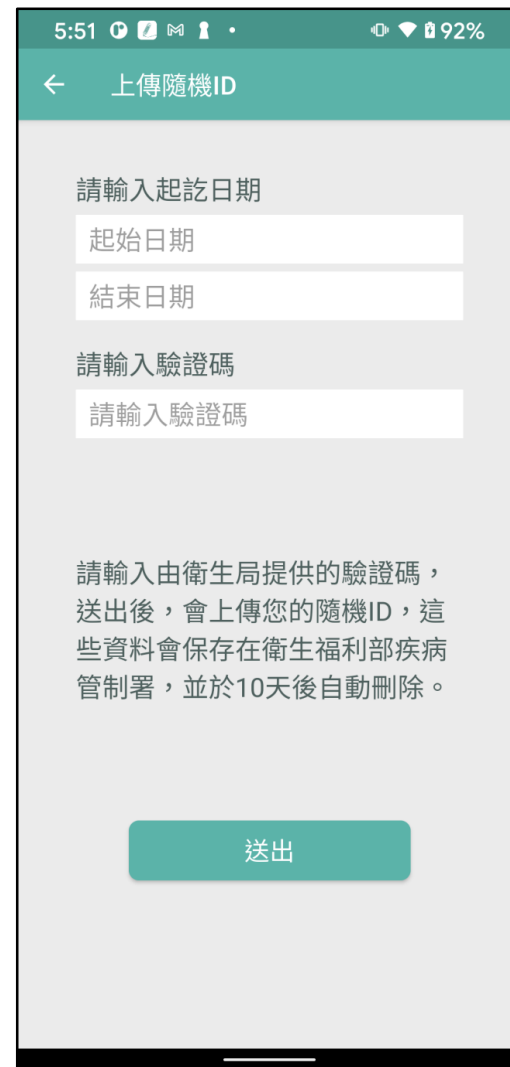 5:51 92%
上傳隨機ID
請輸入起訖日期
起始日期
結束日期
請輸入驗證碼
請輸入驗證碼
請輸入由衛生局提供的驗證碼，
送出後，會上傳您的隨機ID，這
些資料會保存在衛生福利部疾病
管制署，並於10天後自動刪除。
送出